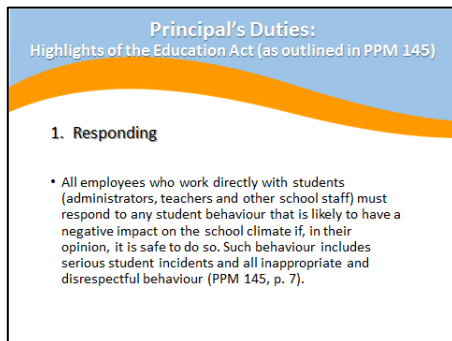 Principal's Duties:
Highlights of the Education Act (as outlined in PPM 145)
1. Responding
• All employees who work directly with students
(administrators, teachers and other school staff) must
respond to any student behaviour that is likely to have a
negative impact on the school climate if, in their
opinion, it is safe to do so. Such behaviour includes
serious student incidents and all inappropriate and
disrespectful behaviour (PPM 145, p. 7).